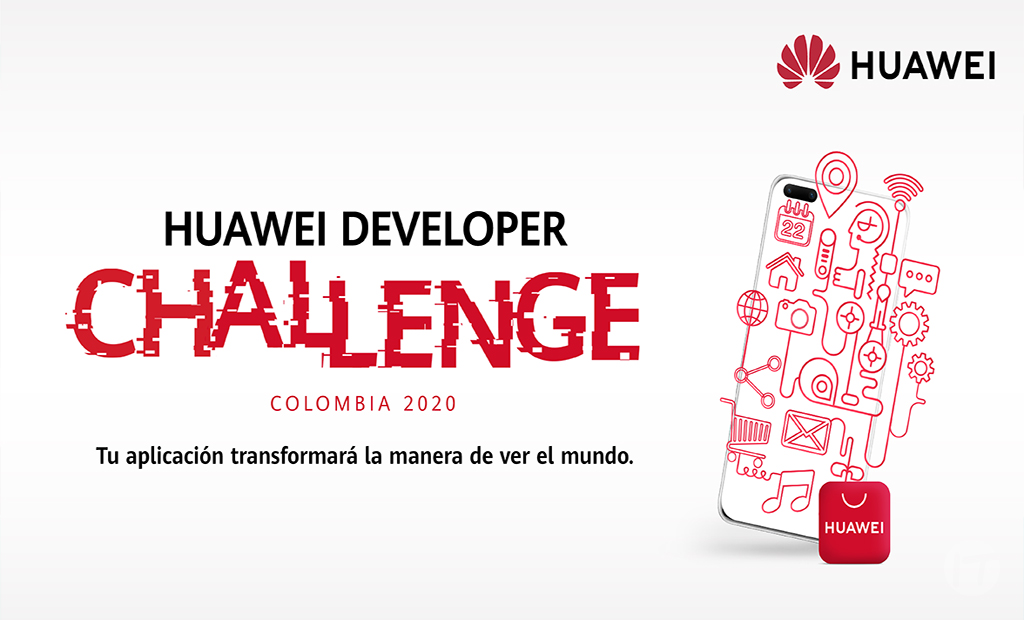 HUAWEI
HUAWEI DEVELOPER
CHALLENGE
COLOMBIA 2020
Tu aplicación transformará la manera de ver el mundo.
22
HUAWEI